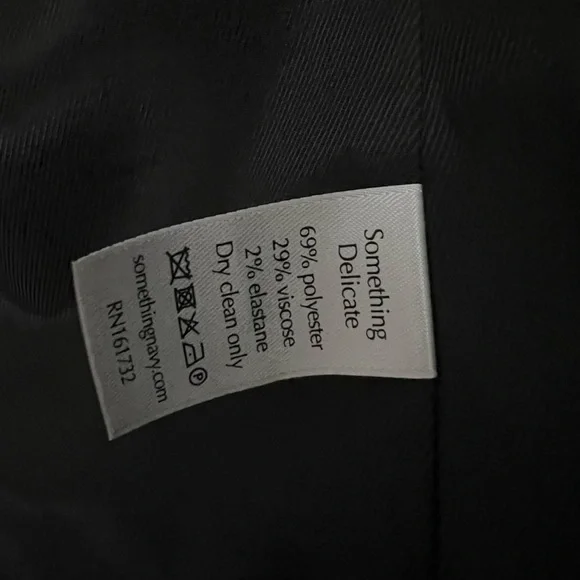 Something
Delicate
69% polyester
29% viscose
2% elastane
Dry clean only
P
somethingnavy.com
RN161732